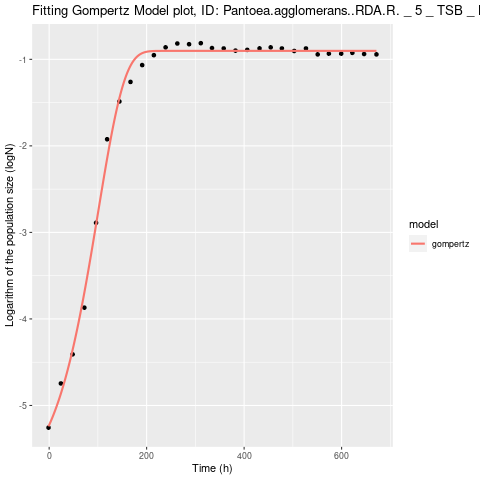 Fitting Gompertz Model plot, ID: Pantoea.agglomerans..RDA.R. _ 5 _ TSB _
-1
-2
-3
-4
-5
Logarithm of the population size (logN)
0
200
400
600
Time (h)
model
gompertz